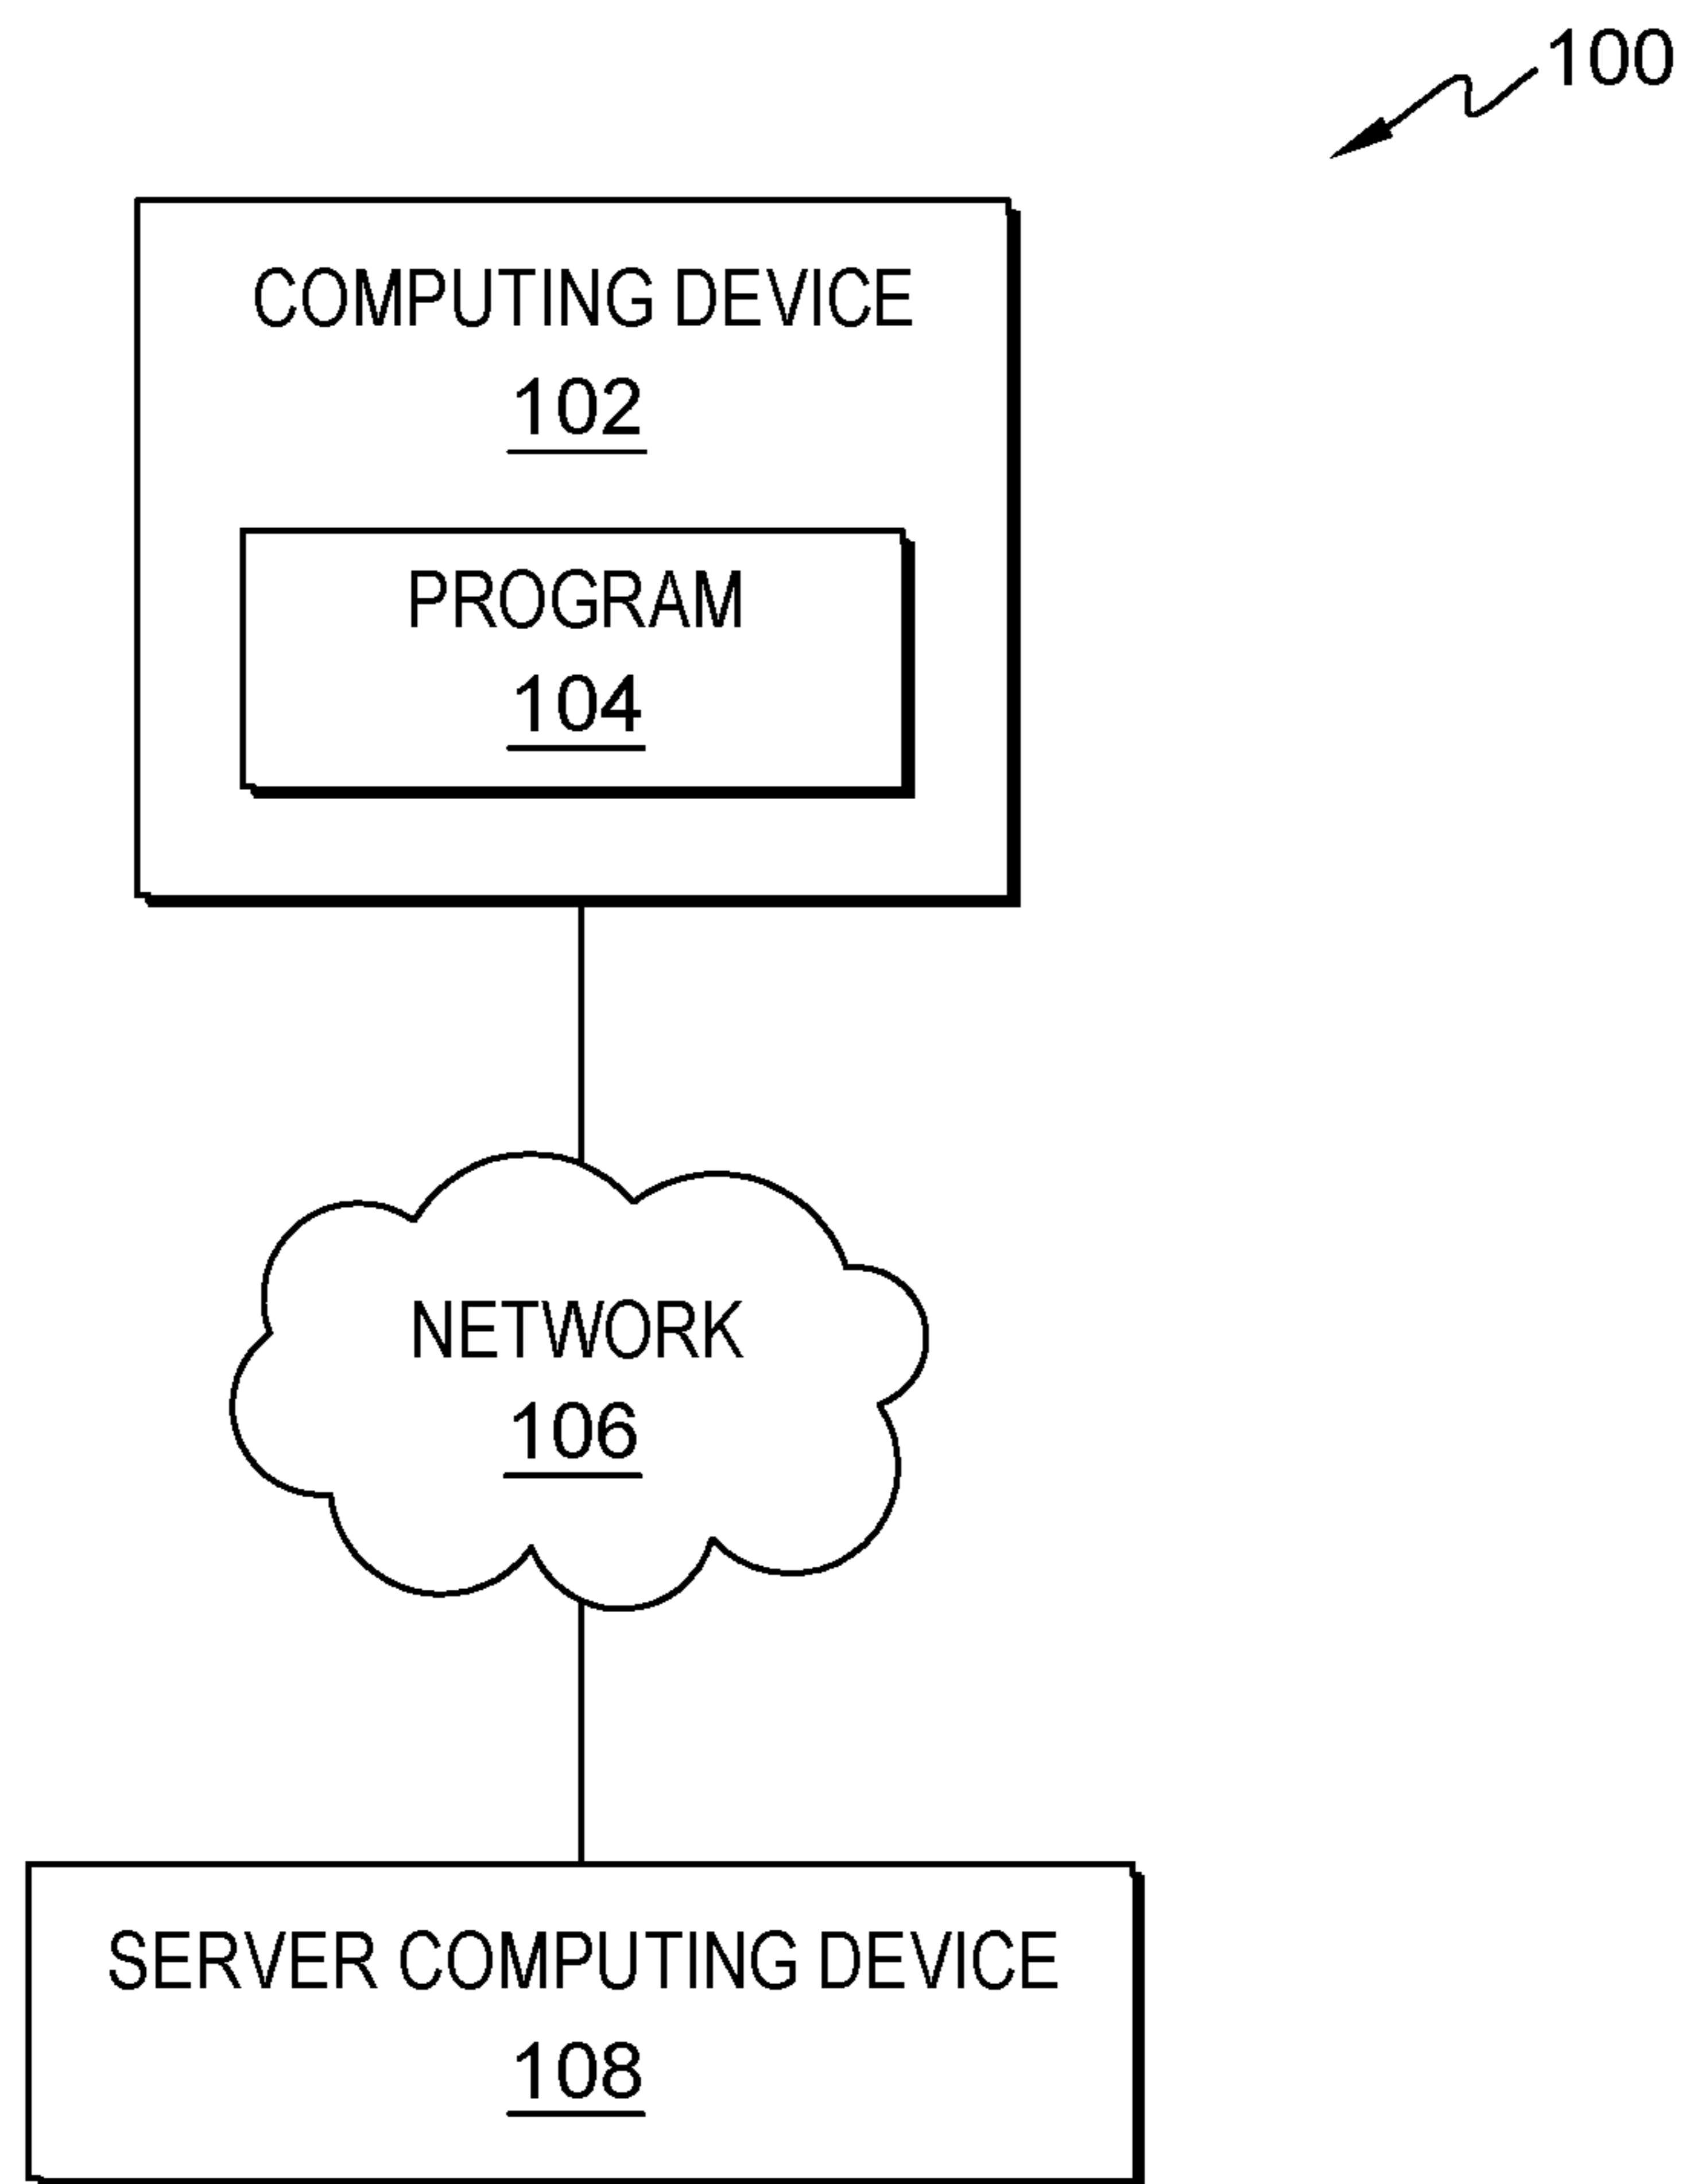 100
COMPUTING DEVICE
102
PROGRAM
104
NETWORK
106
SERVER COMPUTING DEVICE
108